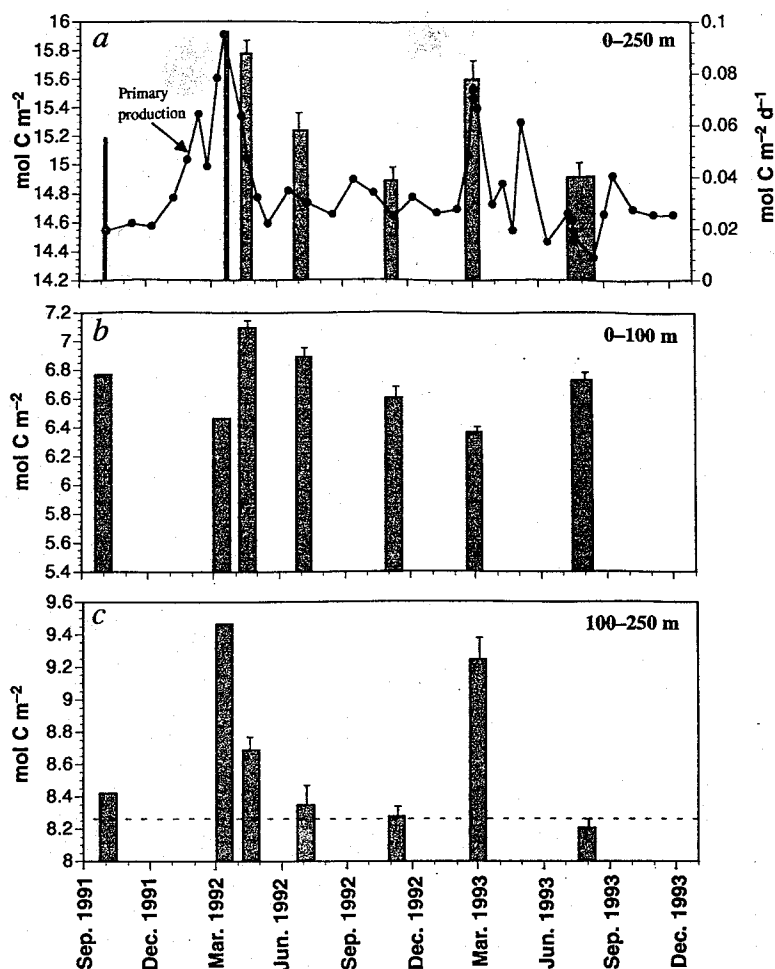 a
0–250 m
Primary
production
mol C m⁻²
16
15.8
15.6
15.4
15.2
15
14.8
14.6
14.4
14.2
0.1
0.08
0.06
0.04
0.02
0
mol C m⁻² d⁻¹
b
0–100 m
mol C m⁻²
7.2
7
6.8
6.6
6.4
6.2
6
5.8
5.6
5.4
c
100–250 m
mol C m⁻²
9.6
9.4
9.2
9
8.8
8.6
8.4
8.2
8
Sep. 1991
Dec. 1991
Mar. 1992
Jun. 1992
Sep. 1992
Dec. 1992
Mar. 1993
Jun. 1993
Sep. 1993
Dec. 1993